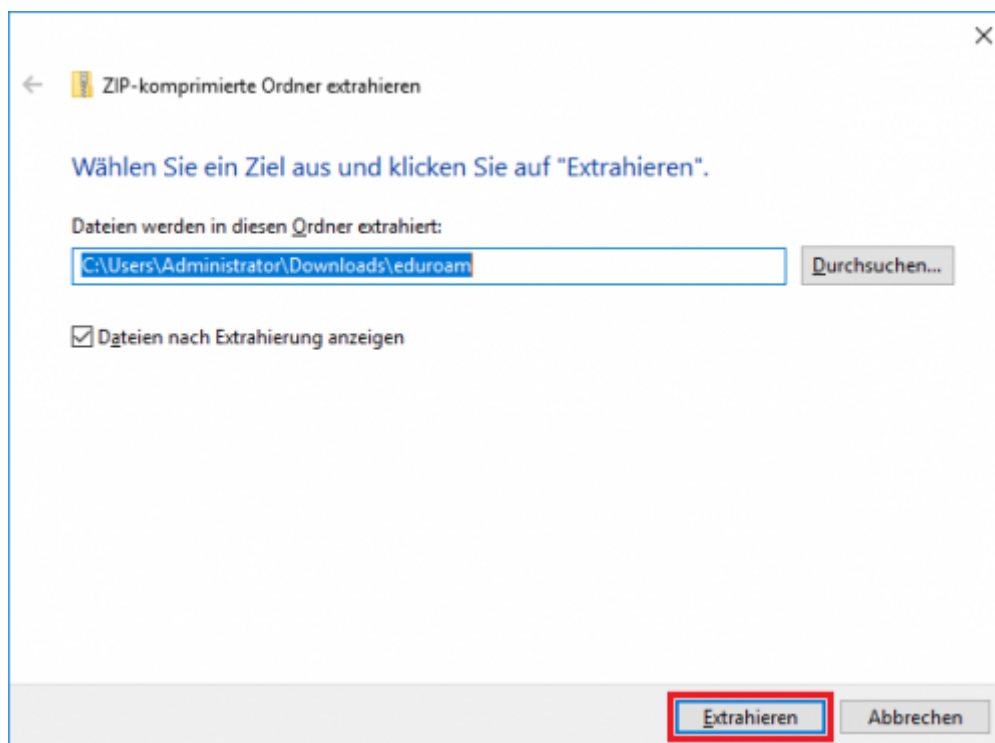 ZIP-komprimierte Ordner extrahieren
Wählen Sie ein Ziel aus und klicken Sie auf "Extrahieren".
Dateien werden in diesen Ordner extrahiert:
C:\Users\Administrator\Downloads\eduroam
Durchsuchen...
Dateien nach Extrahierung anzeigen
Extrahieren
Abbrechen